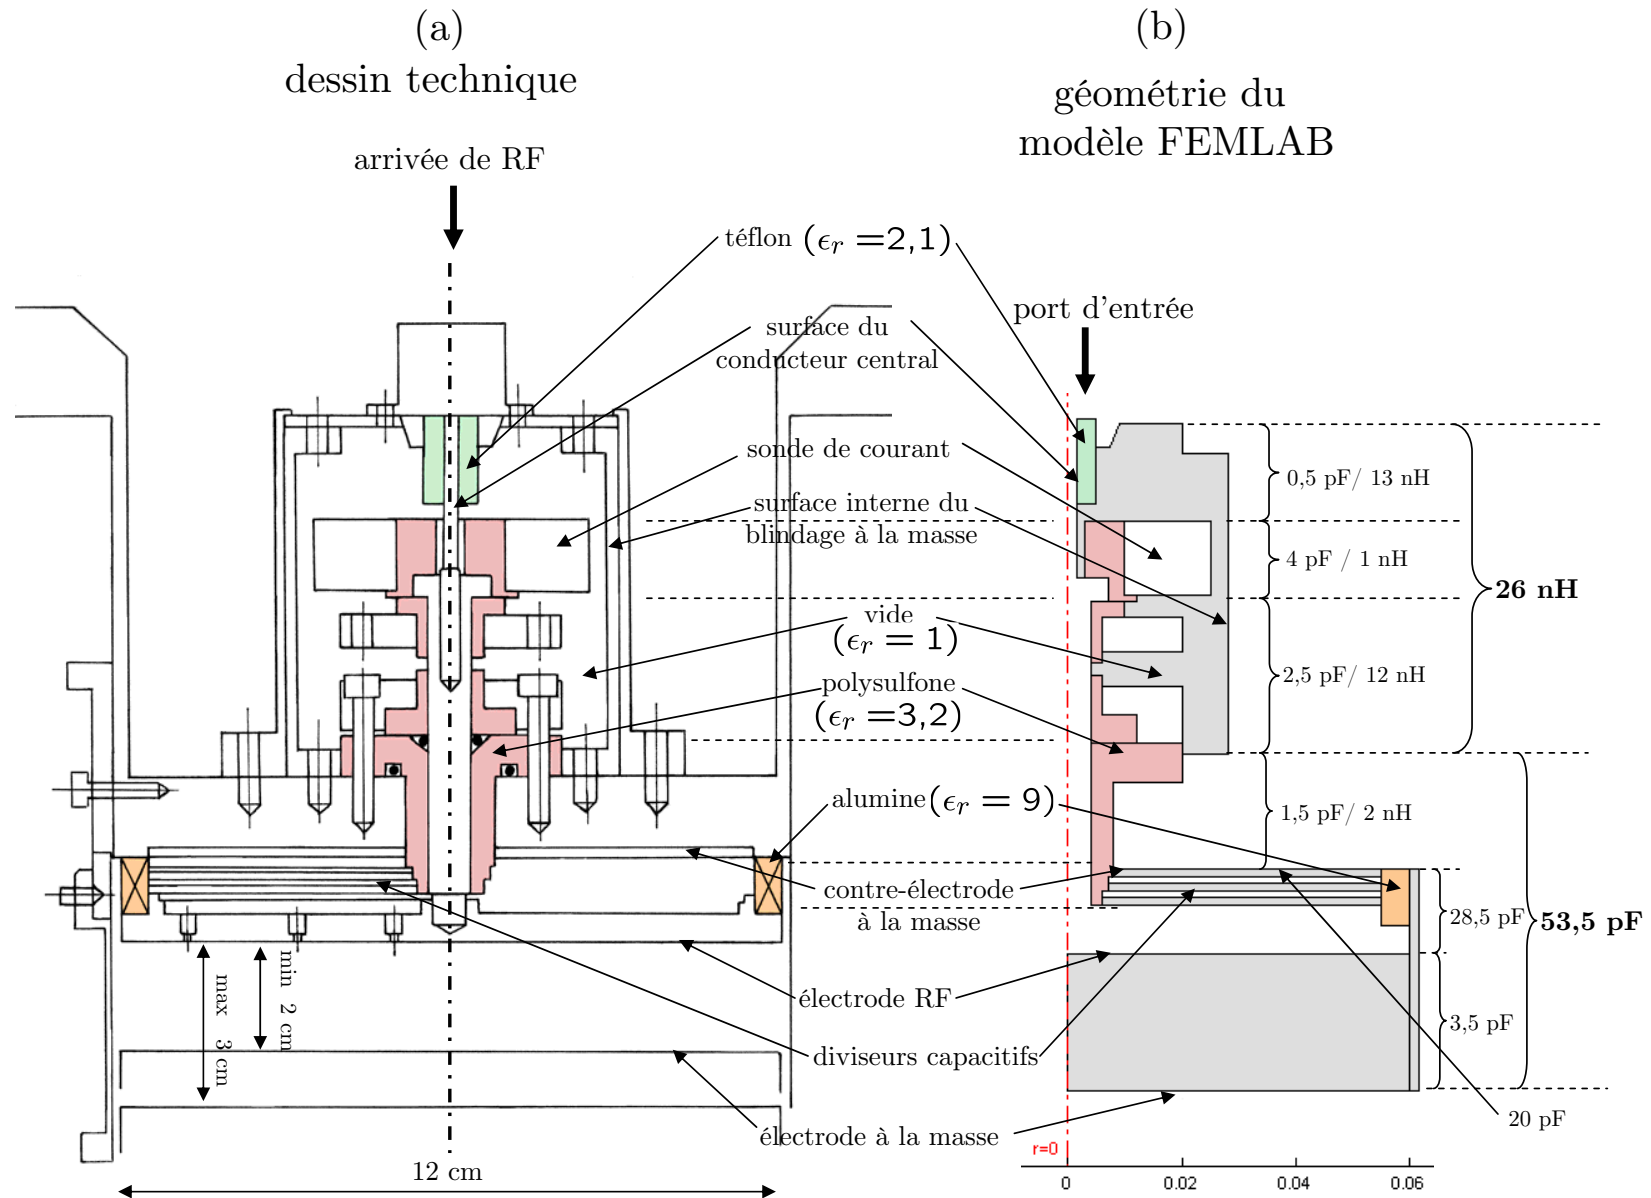 (a)
dessin technique
(b)
géométrie du
modèle FEMLAB
arrivée de RF
téflon (ϵr =2,1)
port d'entrée
surface du
conducteur central
sonde de courant
0,5 pF/ 13 nH
surface interne du
blindage à la masse
4 pF / 1 nH
26 nH
vide
(ϵr = 1)
2,5 pF/ 12 nH
polysulfone
(ϵr =3,2)
alumine(ϵr = 9)
1,5 pF/ 2 nH
contre-électrode
à la masse
28,5 pF
53,5 pF
min 2 cm
max 3 cm
électrode RF
3,5 pF
diviseurs capacitifs
20 pF
électrode à la masse
r=0
12 cm
0 0.02 0.04 0.06